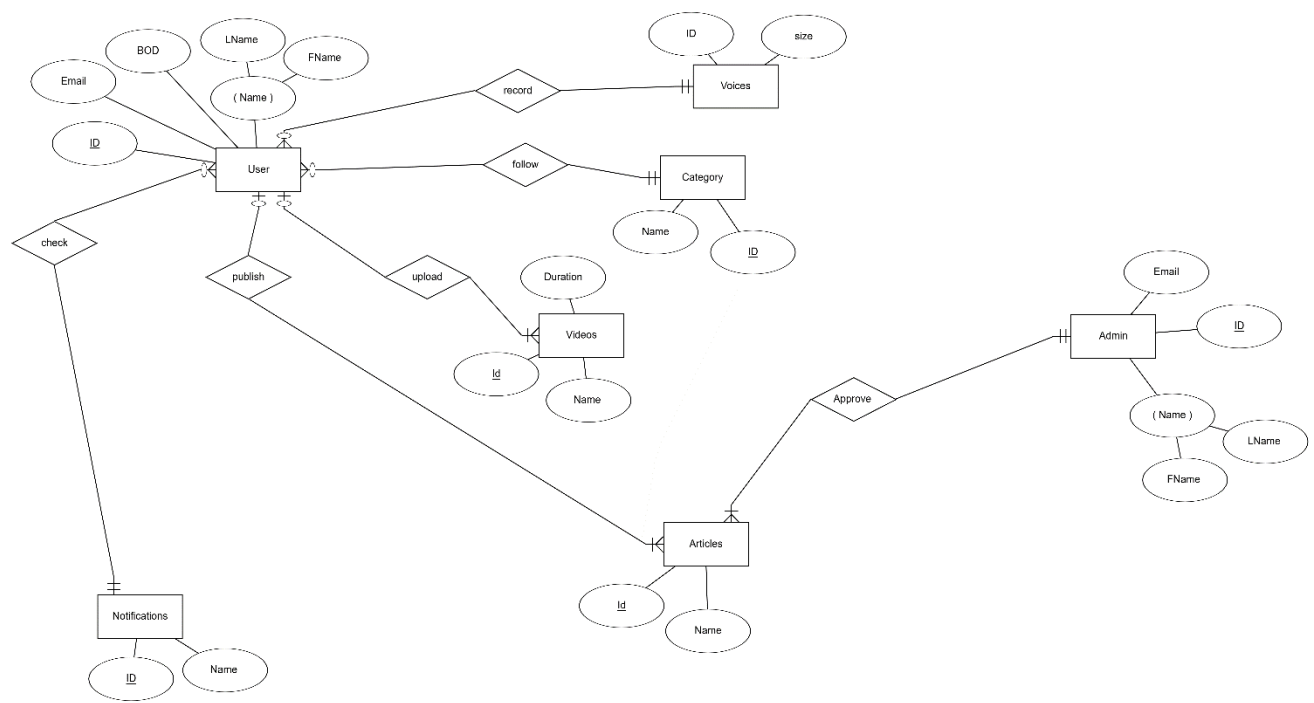 LName
ID
size
BOD
FName
Email
Voices
record
( Name )
ID
User
follow
Category
Name
check
ID
publish
upload
Duration
Email
Videos
ID
Admin
Id
Name
Approve
( Name )
LName
FName
Articles
Id
Notifications
Name
ID
Name